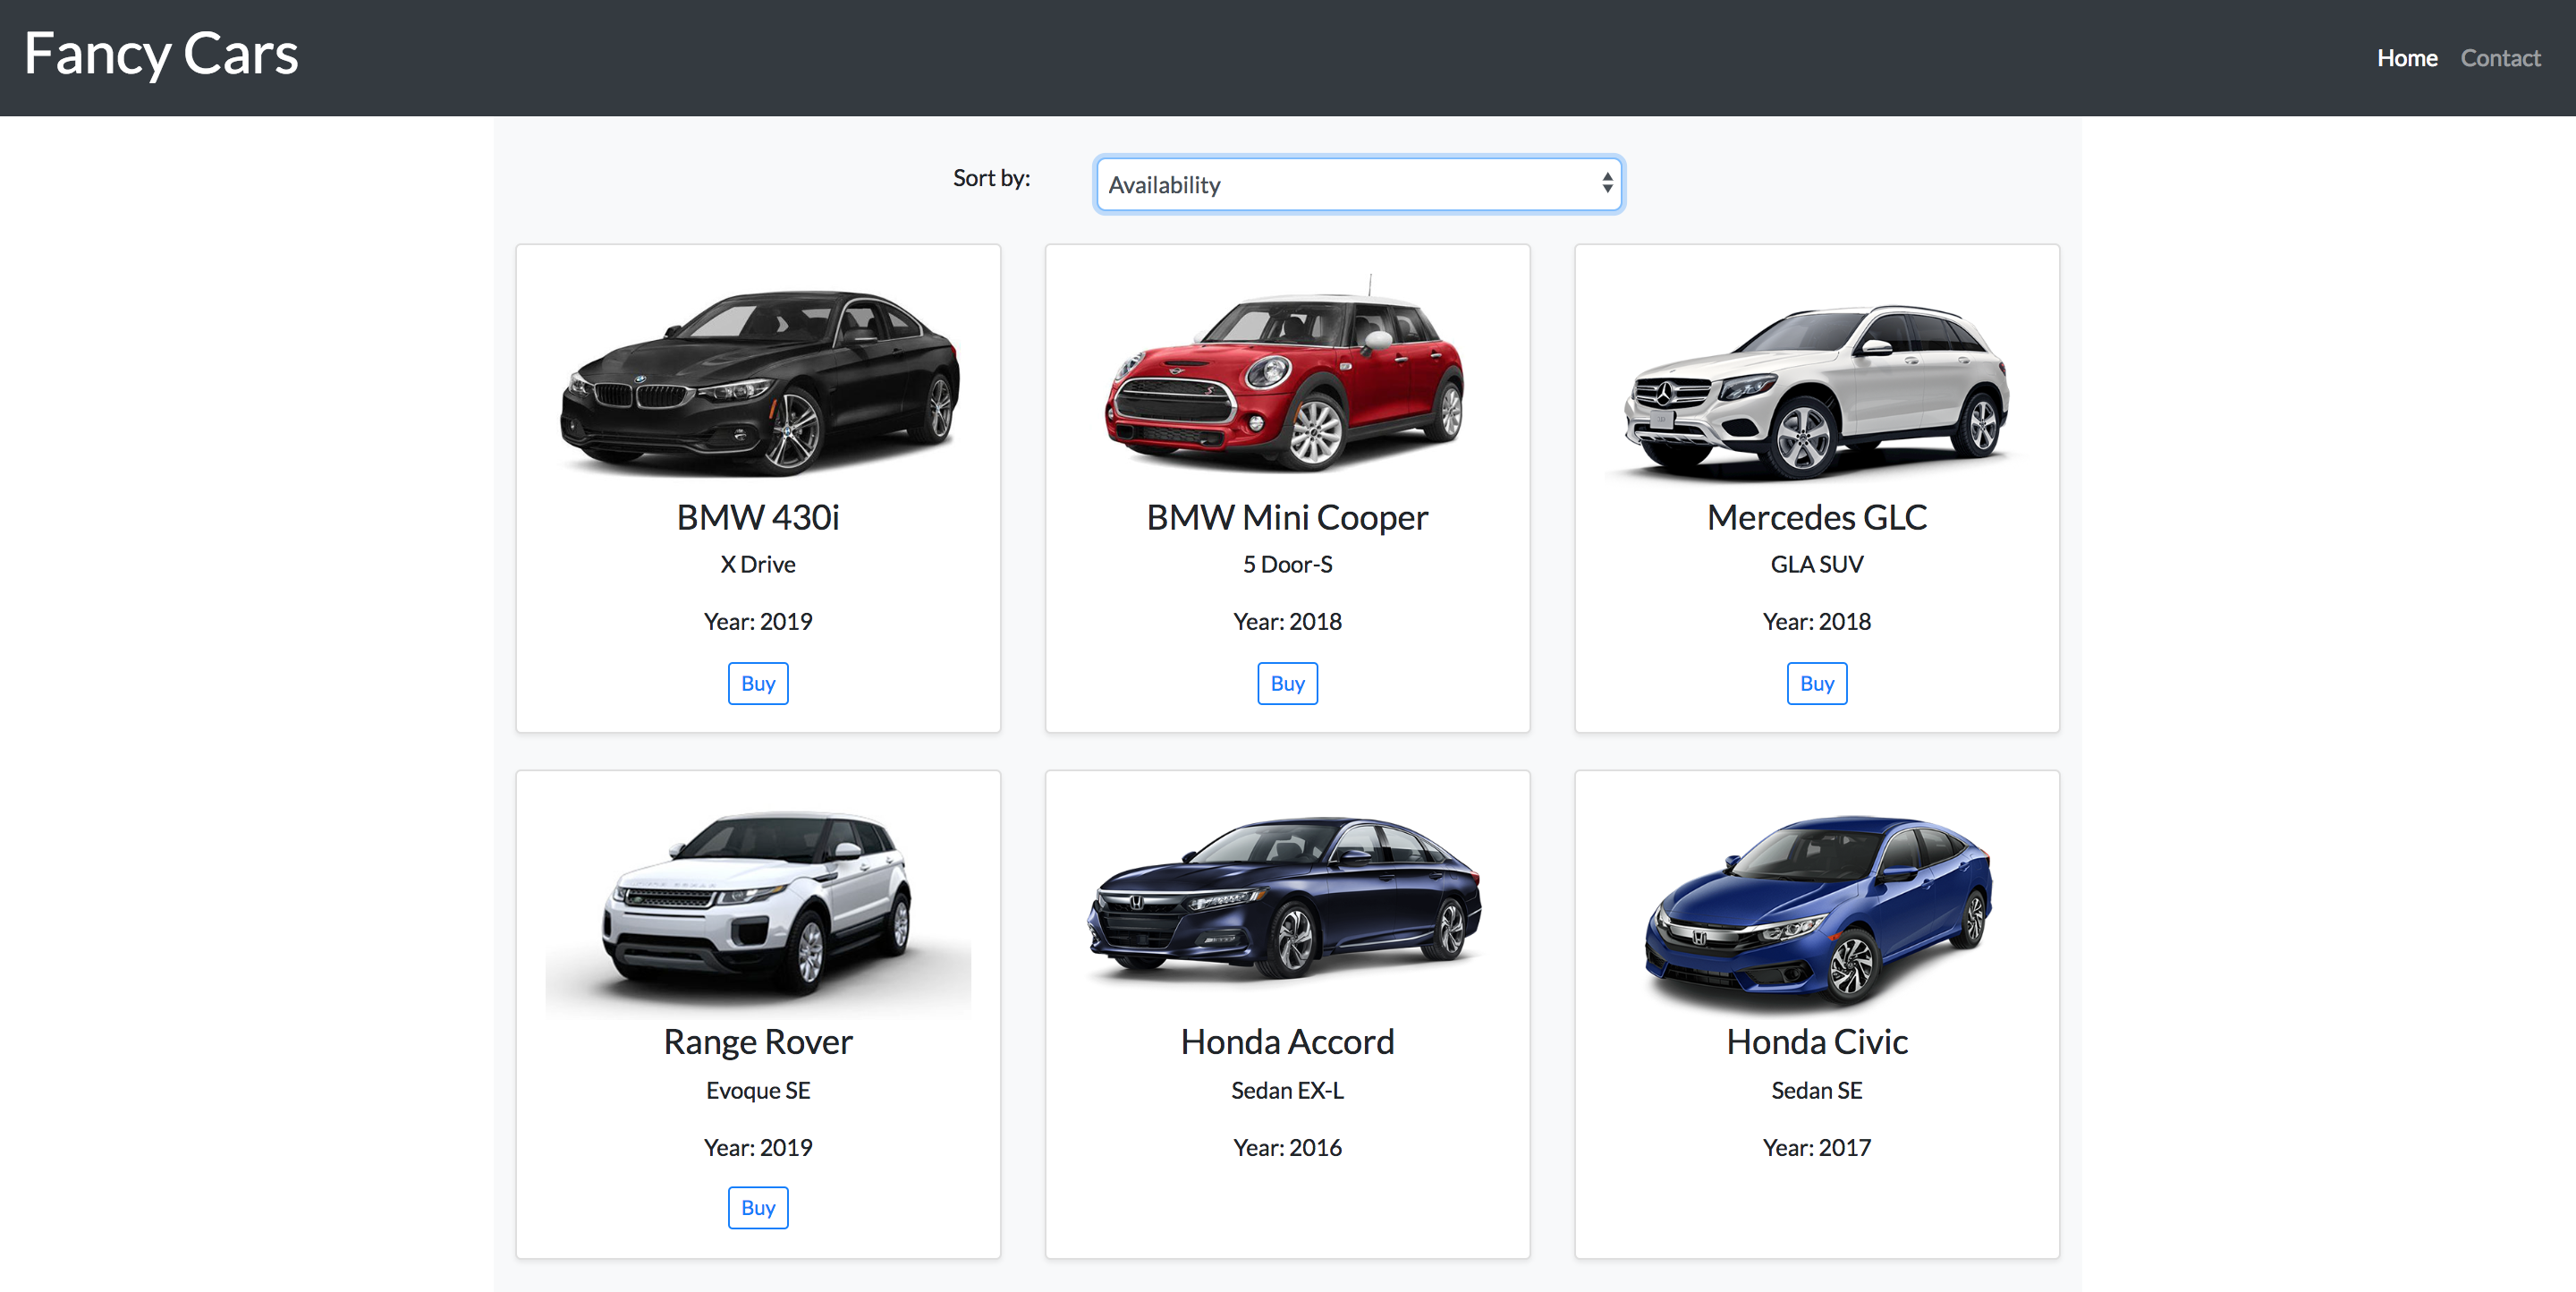 Fancy Cars
Home Contact
Sort by: Availability
BMW 430i
X Drive
Year: 2019
Buy
BMW Mini Cooper
5 Door-S
Year: 2018
Buy
Mercedes GLC
GLA SUV
Year: 2018
Buy
Range Rover
Evoque SE
Year: 2019
Buy
Honda Accord
Sedan EX-L
Year: 2016
Honda Civic
Sedan SE
Year: 2017